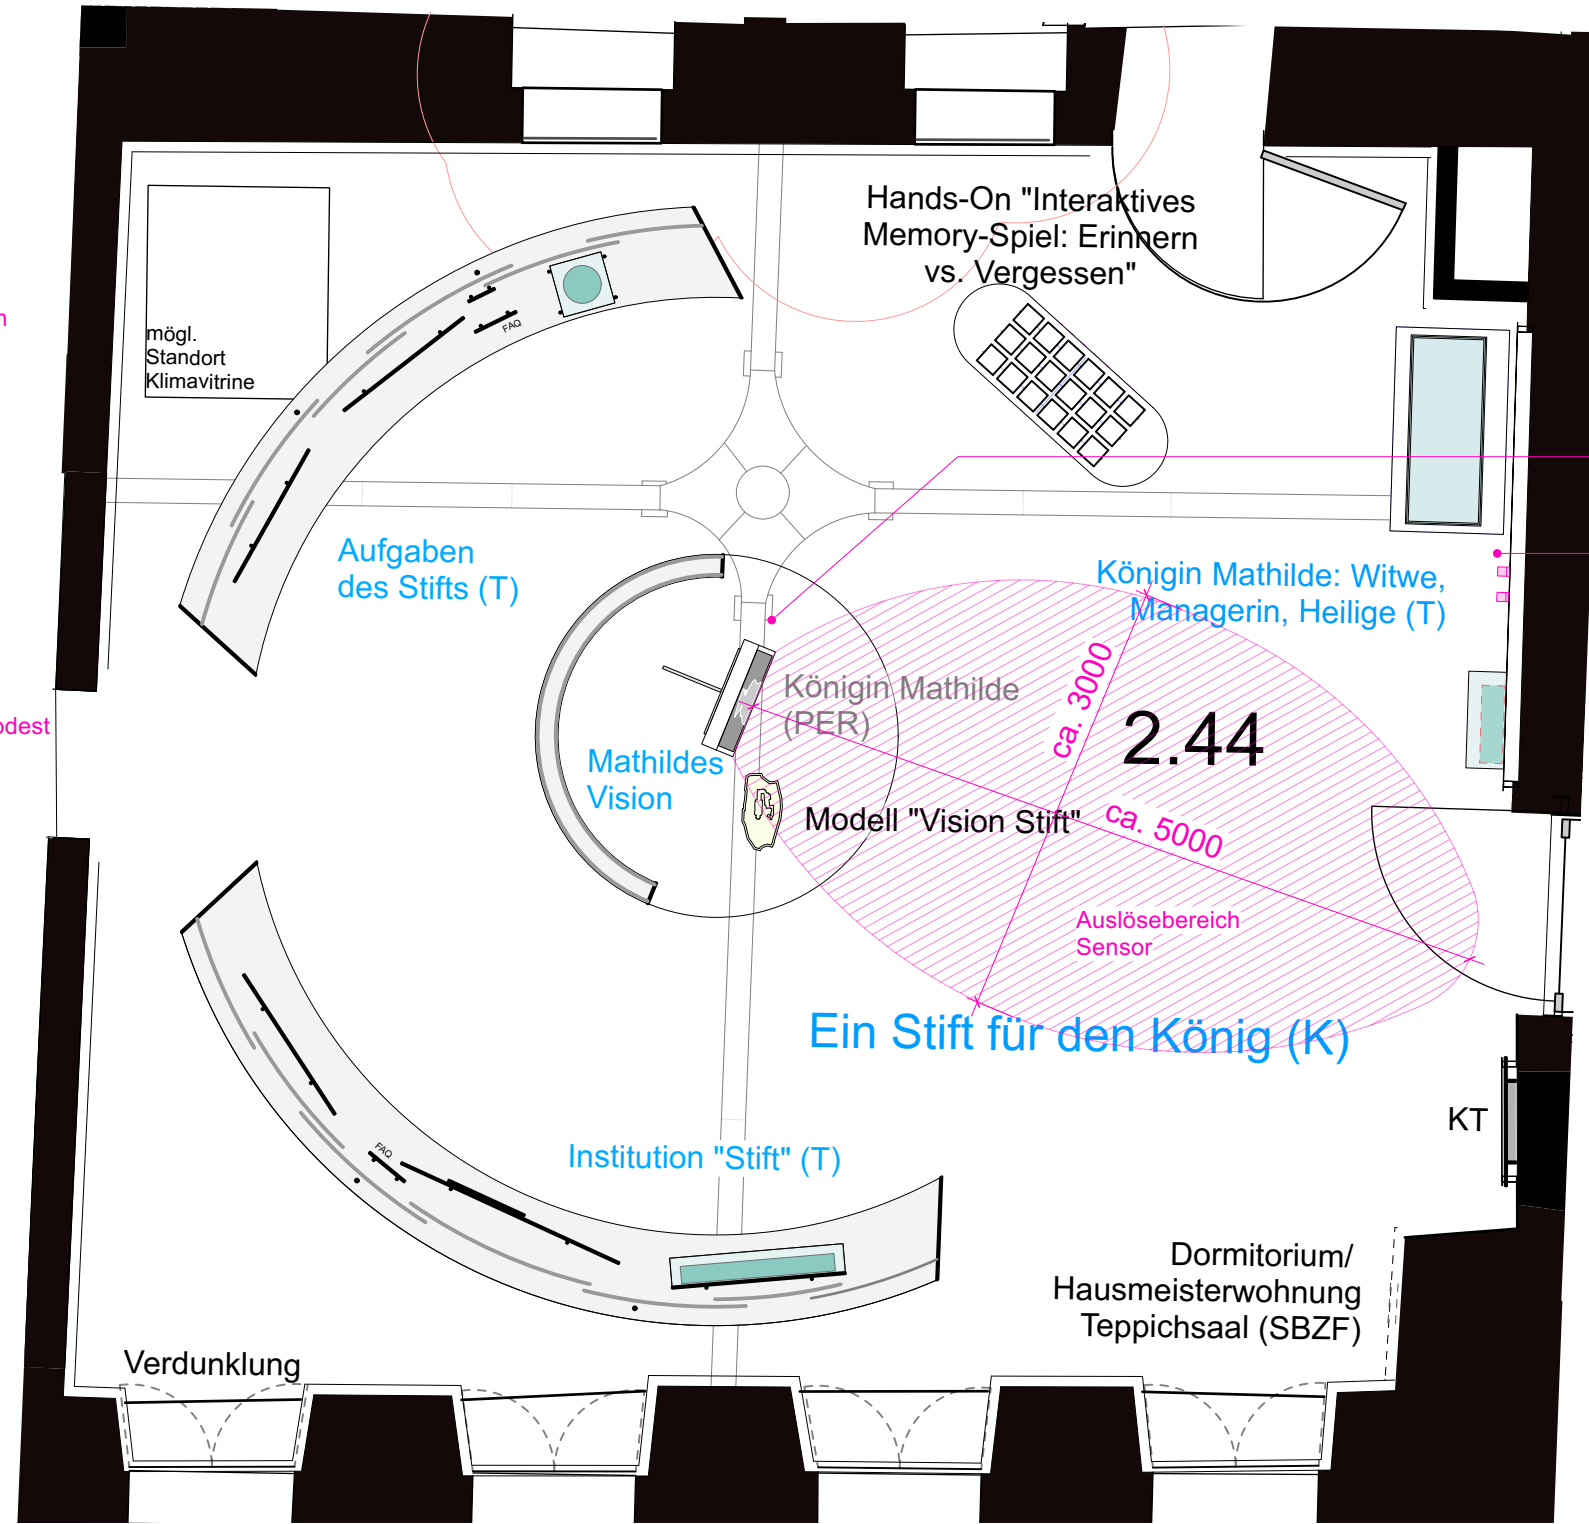 Hands-On "Interaktives
Memory-Spiel: Erinnern
vs. Vergessen"
mögl.
Standort
Klimavitrine
FAQ
Aufgaben
des Stifts (T)
Königin Mathilde: Witwe,
Managerin, Heilige (T)
Königin Mathilde
(PER)
ca. 3000
2.44
odest
Mathildes
Vision
Modell "Vision Stift"
ca. 5000
Auslösebereich
Sensor
Ein Stift für den König (K)
KT
FAQ
Institution "Stift" (T)
Dormitorium/
Hausmeisterwohnung
Teppichsaal (SBZF)
Verdunklung